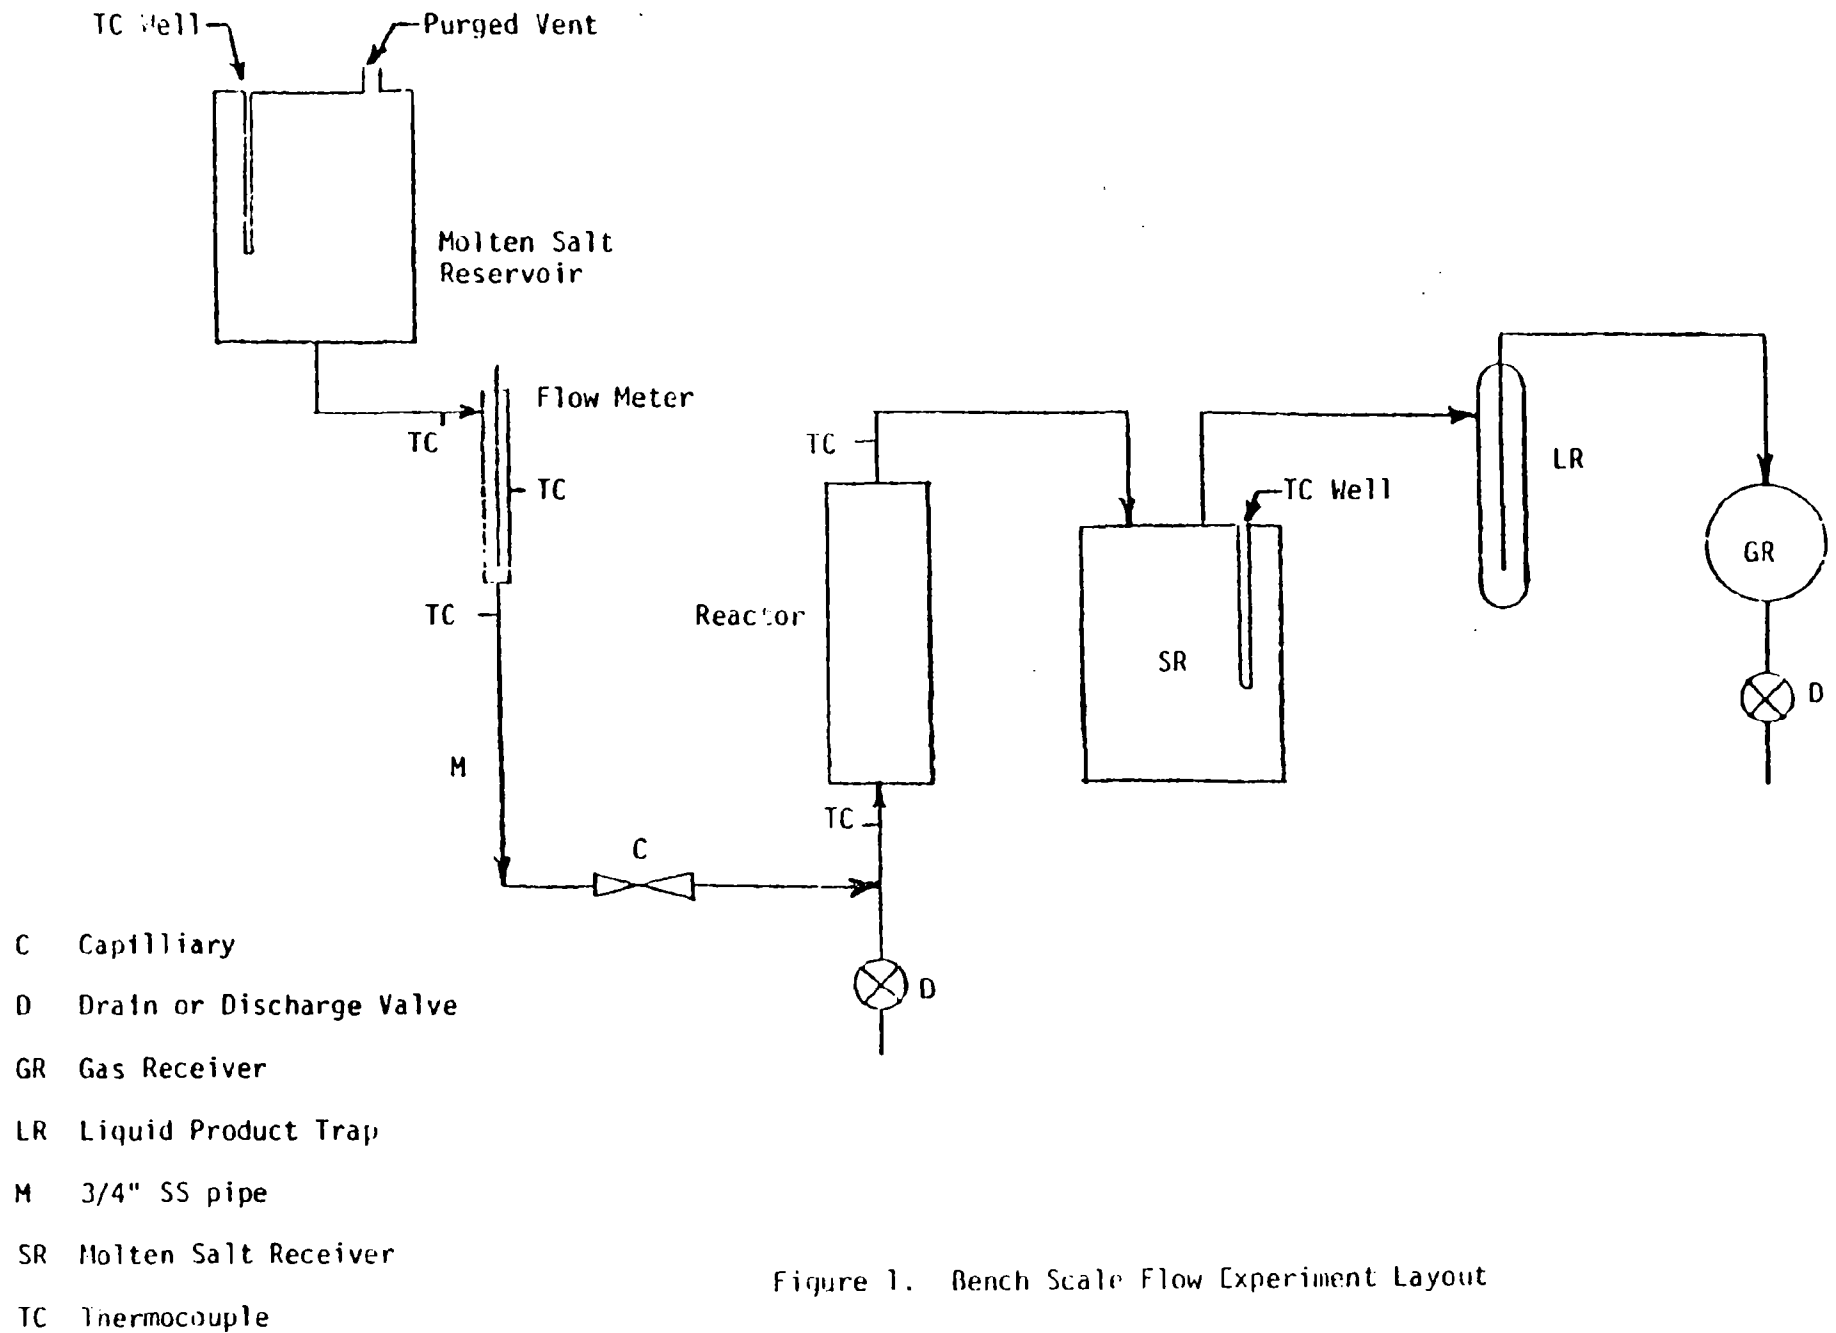 TC Well
Purged Vent
Molten Salt
Reservoir
Flow Meter
TC
TC
TC
M
C
Reactor
TC
TC
D
SR
TC Well
LR
GR
D
C Capilliary
D Drain or Discharge Valve
GR Gas Receiver
LR Liquid Product Trap
M 3/4" SS pipe
SR Molten Salt Receiver
TC Thermocouple
Figure 1. Bench Scale Flow Experiment Layout